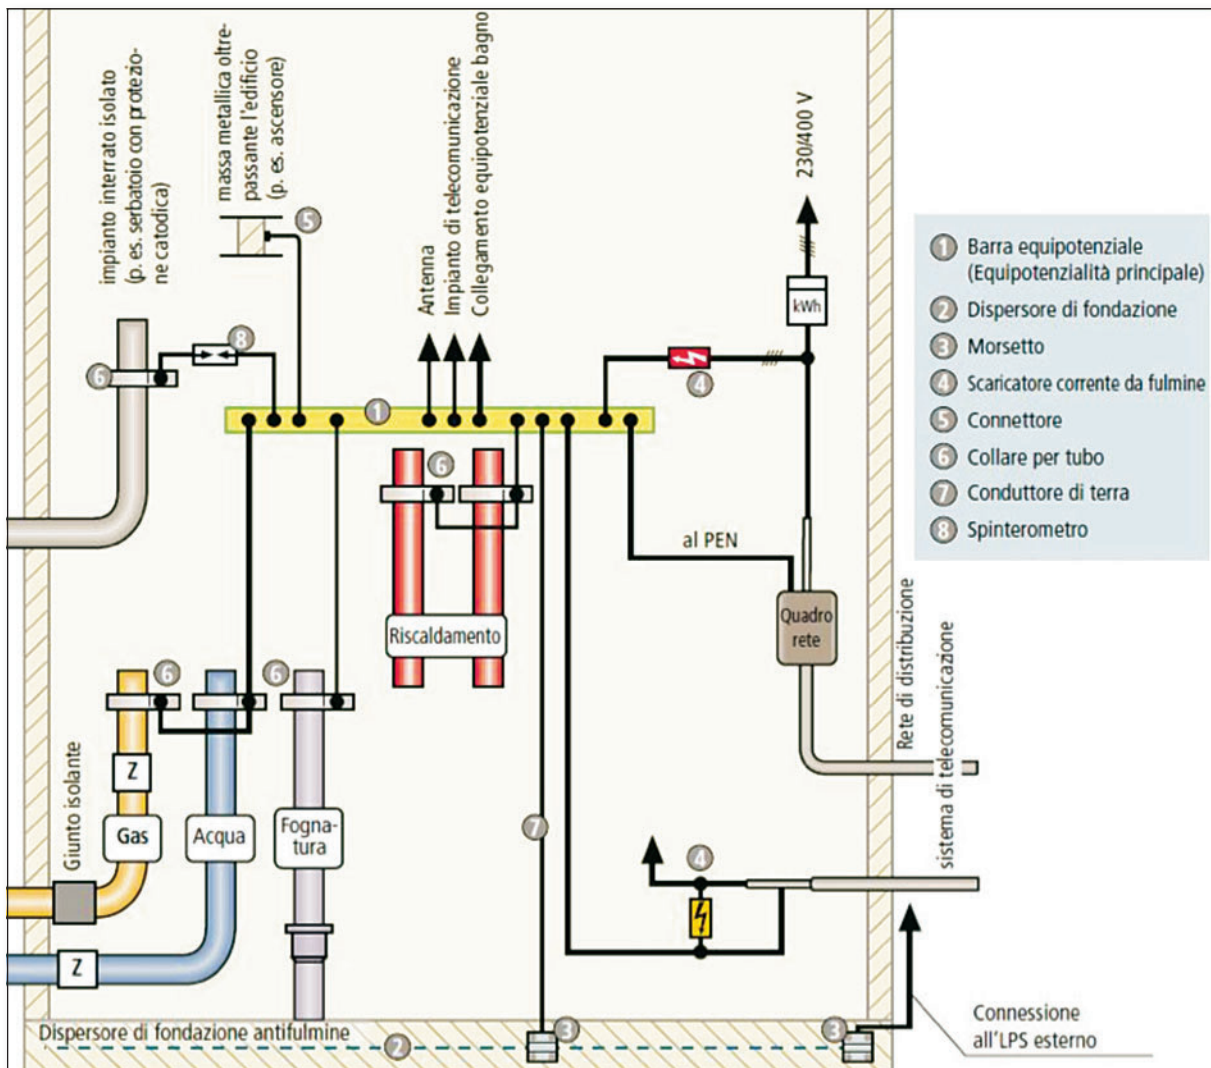 impianto interrato isolato
(p. es. serbatoio con protezio-
ne catodica)
massa metallica oltre-
passante l'edificio
(p. es. ascensore)
5
Antenna
Impianto di telecomunicazione
Collegamento equipotenziale bagno
230/400 V
kWh
8
6
4
1
6
al PEN
Quadro
rete
Riscaldamento
6
6
Giunto isolante
Z
Gas
Acqua
Fogna-
tura
Z
7
4
Rete di distribuzione
sistema di telecomunicazione
Dispersore di fondazione antifulmine
2
3
3
Connessione
all'LPS esterno
1 Barra equipotenziale
(Equipotenzialità principale)
2 Dispersore di fondazione
3 Morsetto
4 Scaricatore corrente da fulmine
5 Connettore
6 Collare per tubo
7 Conduttore di terra
8 Spinterometro